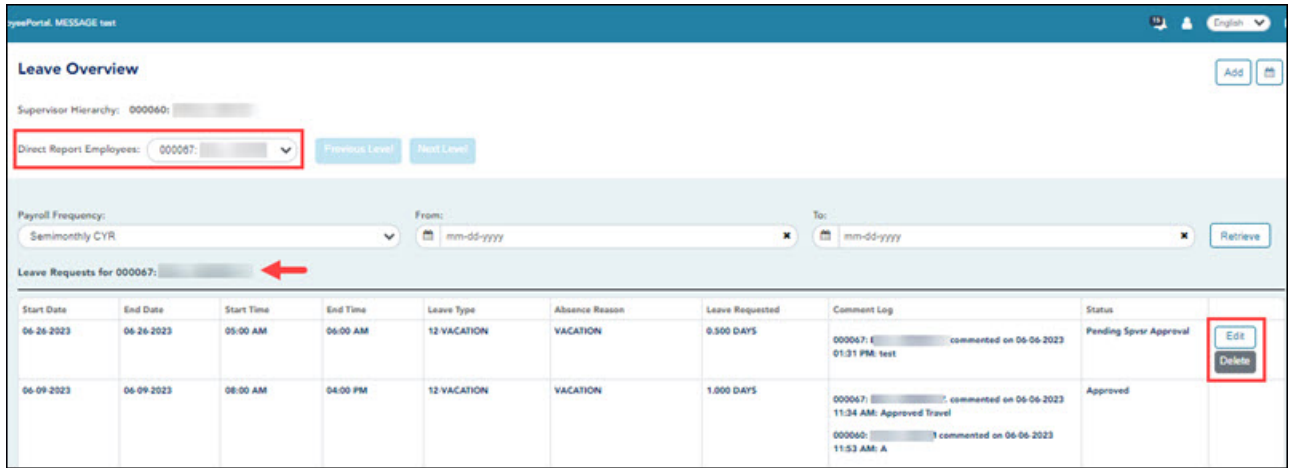 oyeePortal. MESSAGE test
English
Leave Overview
Add
Supervisor Hierarchy: 000060:
Direct Report Employees: 000067:
Previous Level Next Level
Payroll Frequency: From: To:
Semimonthly CYR mm-dd-yyyy mm-dd-yyyy Retrieve
Leave Requests for 000067:
Start Date End Date Start Time End Time Leave Type Absence Reason Leave Requested Comment Log Status
06-26-2023 06-26-2023 05:00 AM 06:00 AM 12-VACATION VACATION 0.500 DAYS Pending Spvsr Approval
000067: commented on 06-06-2023
01:31 PM: test
Edit
Delete
06-09-2023 06-09-2023 08:00 AM 04:00 PM 12-VACATION VACATION 1.000 DAYS Approved
000067: commented on 06-06-2023
11:34 AM: Approved Travel
000060: commented on 06-06-2023
11:53 AM: A